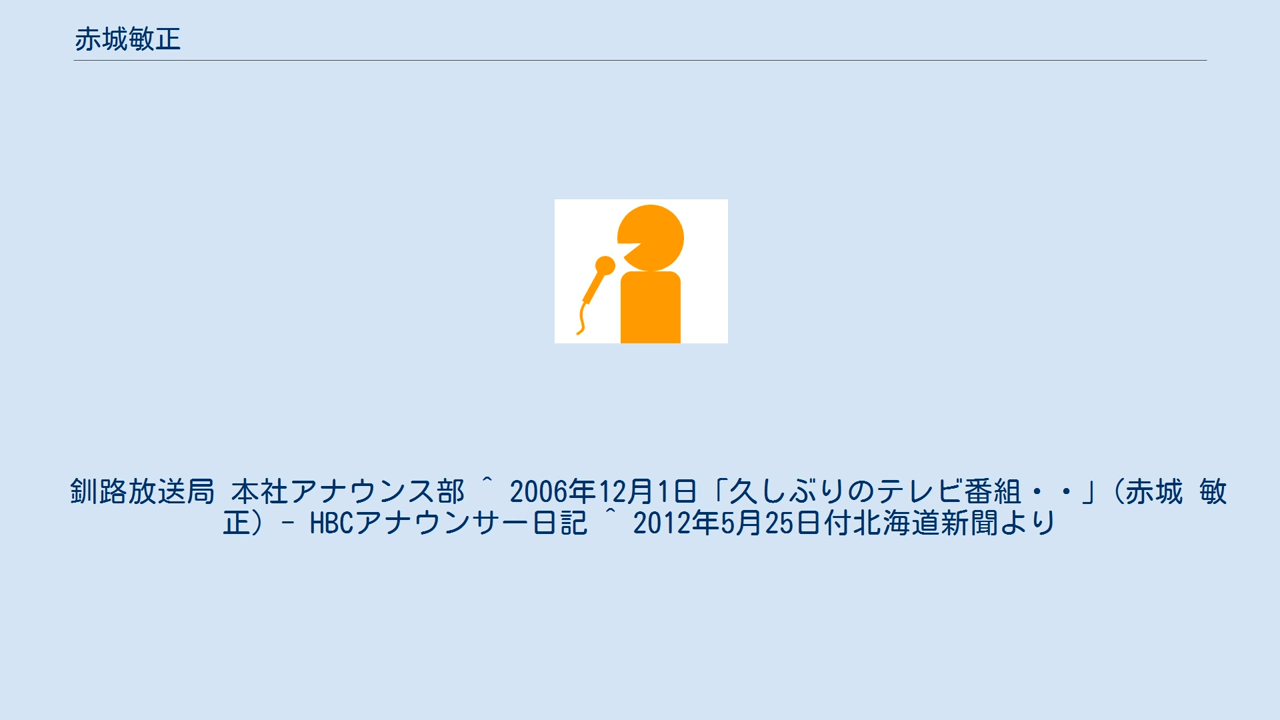 赤城敏正
釧路放送局 本社アナウンス部 ^ 2006年12月1日「久しぶりのテレビ番組・・」（赤城 敏
正） - HBCアナウンサー日記 ^ 2012年5月25日付北海道新聞より